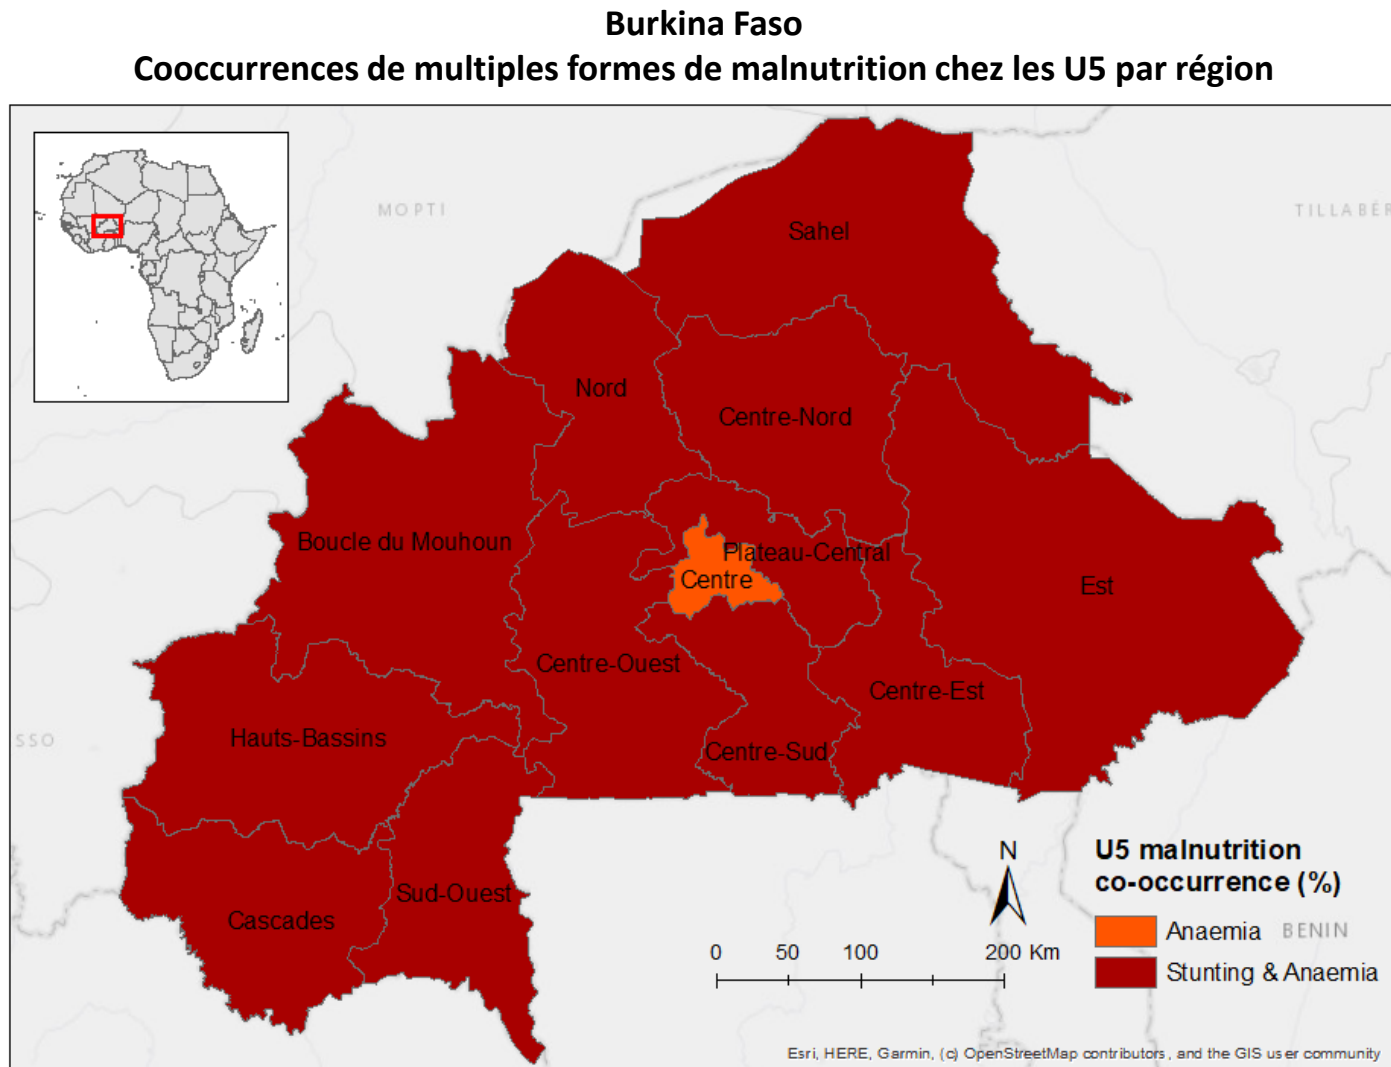 Burkina Faso
Cooccurrences de multiples formes de malnutrition chez les U5 par région
MOPTI
TILLABÉR
Sahel
Nord
Centre-Nord
Boucle du Mouhoun
Plateau-Central
Centre
Est
Centre-Ouest
Centre-Est
Hauts-Bassins
SSO
Centre-Sud
Sud-Ouest
Cascades
N
U5 malnutrition
co-occurrence (%)
Anaemia
BENIN
Stunting & Anaemia
0 50 100 200 Km
Esri, HERE, Garmin, (c) OpenStreetMap contributors, and the GIS user community